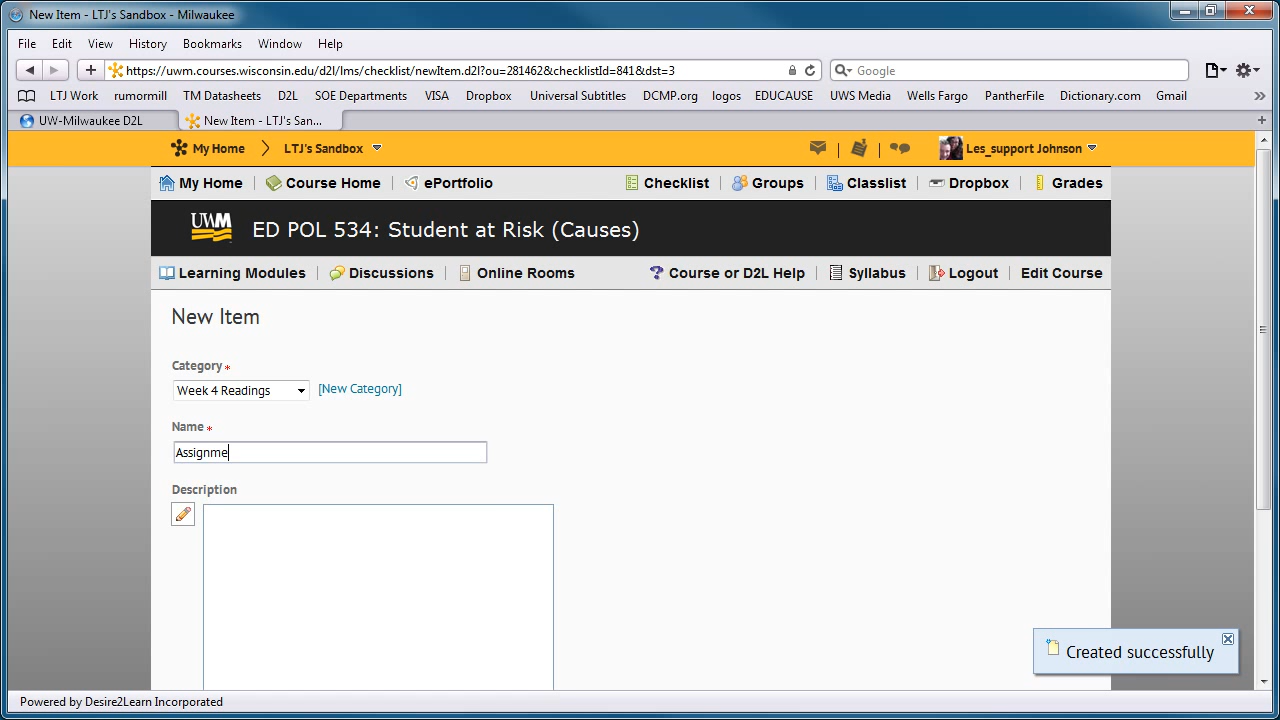 New Item - LTJ's Sandbox - Milwaukee
File Edit View History Bookmarks Window Help
https://uwm.courses.wisconsin.edu/d2l/lms/checklist/newItem.d2l?ou=281462&checklistId=841&dst=3 Google
LTJ Work rumormill TM Datasheets D2L SOE Departments VISA Dropbox Universal Subtitles DCMP.org logos EDUCAUSE UWS Media Wells Fargo PantherFile Dictionary.com Gmail
UW-Milwaukee D2L New Item - LTJ's San...
My Home LTJ's Sandbox Les_support Johnson
My Home Course Home ePortfolio Checklist Groups Classlist Dropbox Grades
UWM ED POL 534: Student at Risk (Causes)
Learning Modules Discussions Online Rooms Course or D2L Help Syllabus Logout Edit Course
New Item
Category *
Week 4 Readings [New Category]
Name *
Assignme
Description
Created successfully
Powered by Desire2Learn Incorporated